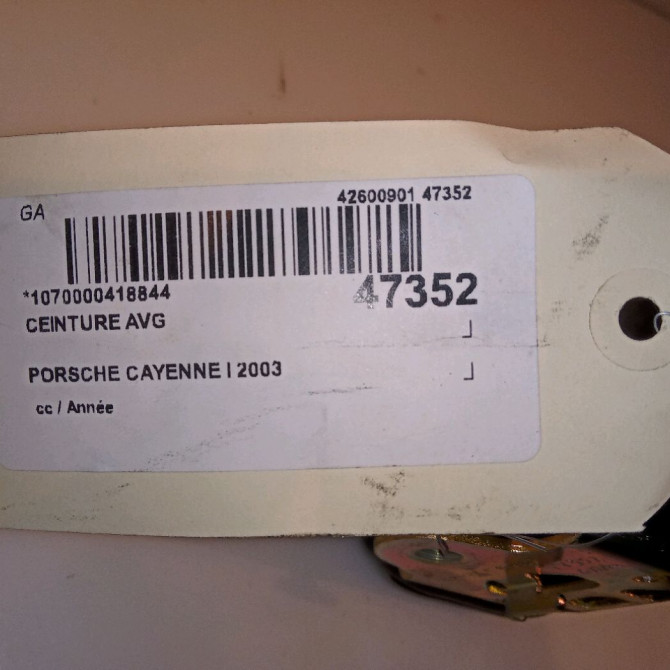 42600901 47352
GA
*1070000418844
47352
CEINTURE AVG
PORSCHE CAYENNE I 2003
cc / Année